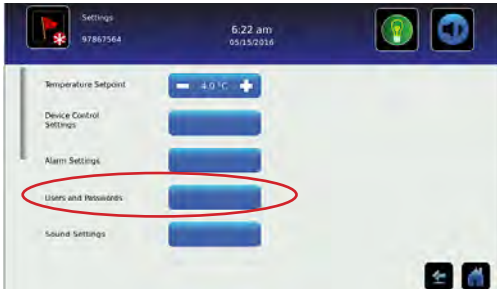 Settings
97867564
6:22 am
05/15/2016
Temperature Setpoint
4.0 °C
Device Control
Settings
Alarm Settings
Users and Passwords
Sound Settings